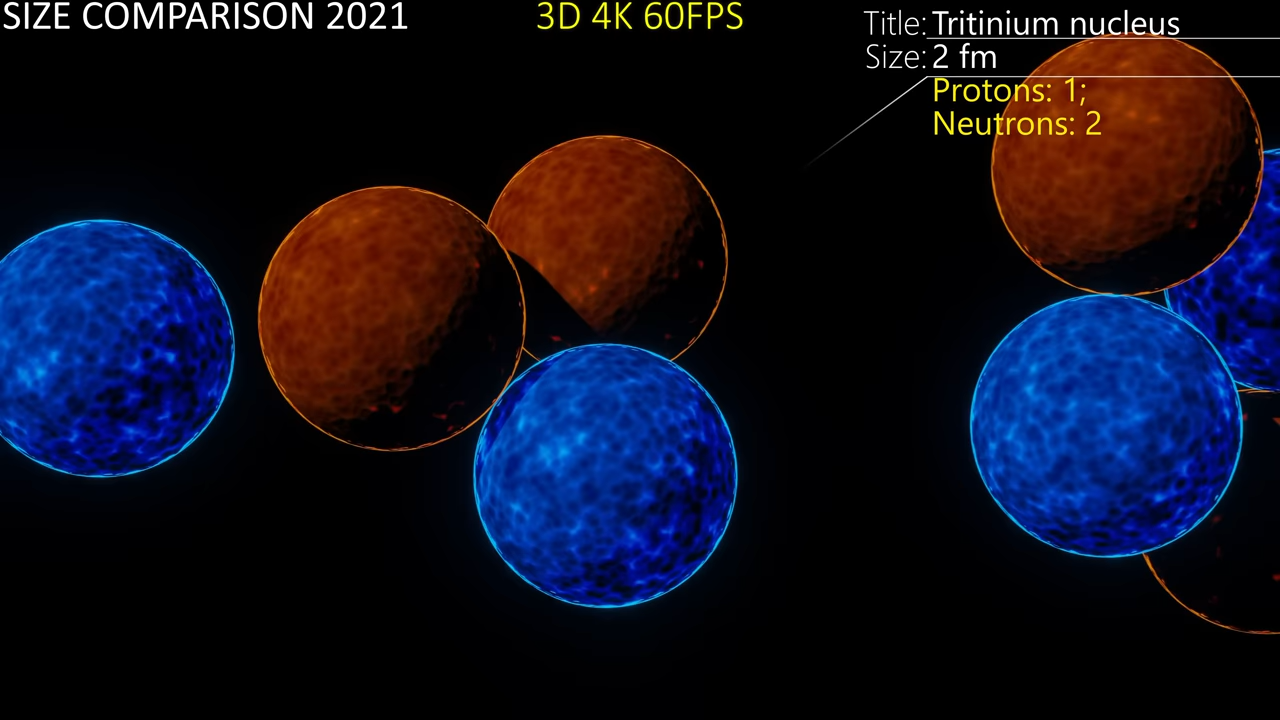 SIZE COMPARISON 2021
3D 4K 60FPS
Title: Tritinium nucleus
Size: 2 fm
Protons: 1;
Neutrons: 2